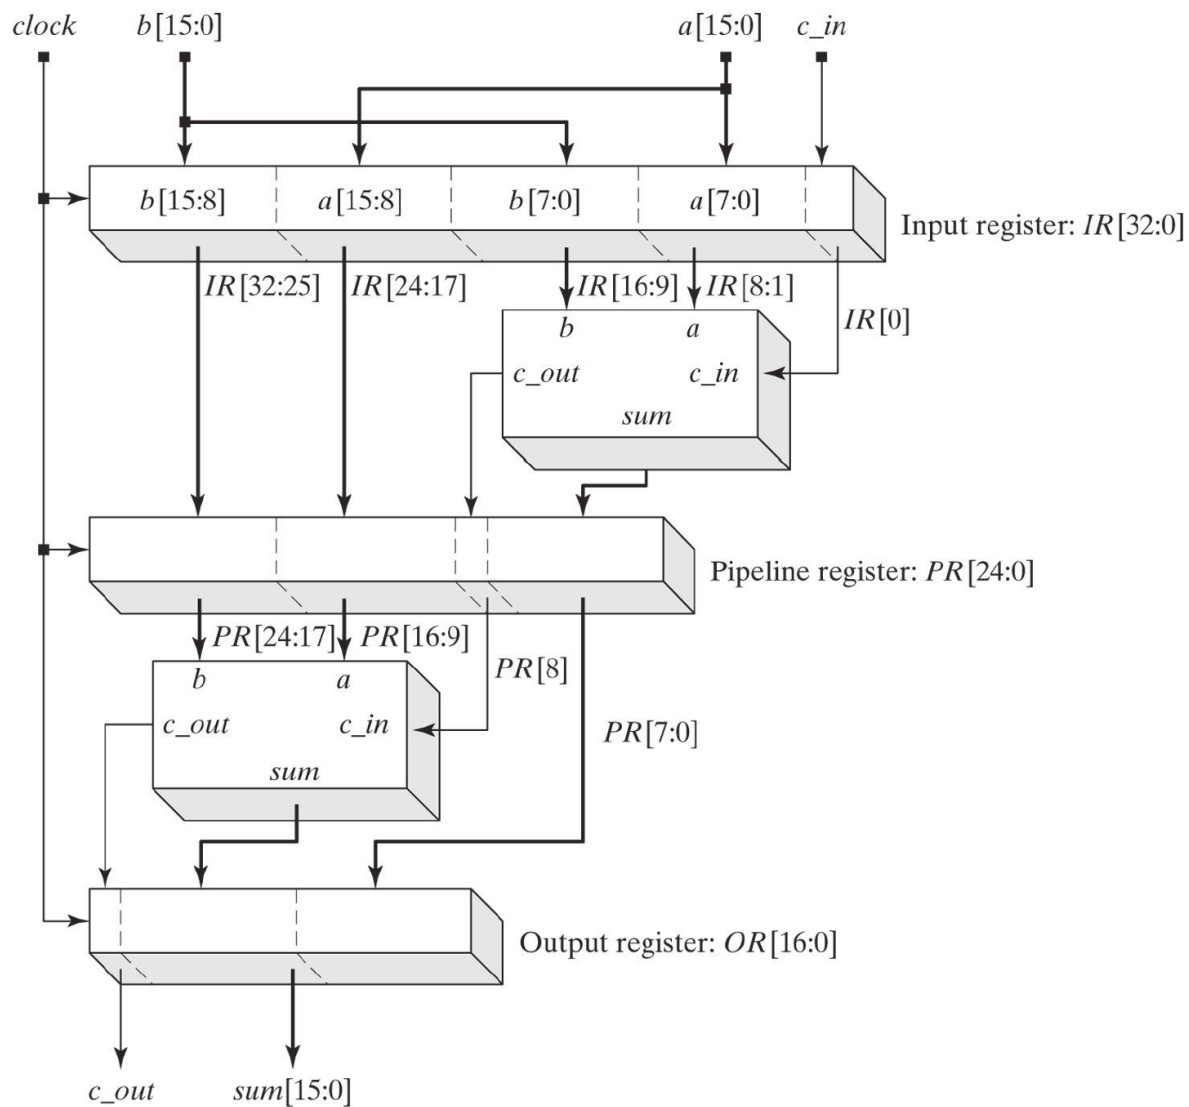 clock b[15:0] a[15:0] c_in
b[15:8] a[15:8] b[7:0] a[7:0]
Input register: IR[32:0]
IR[32:25] IR[24:17] IR[16:9] IR[8:1]
IR[0]
b a
c_out c_in
sum
Pipeline register: PR[24:0]
PR[24:17] PR[16:9]
PR[8]
b a
c_out c_in
PR[7:0]
sum
Output register: OR[16:0]
c_out sum[15:0]